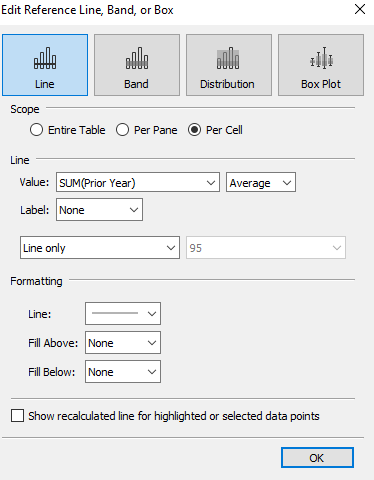 Edit Reference Line, Band, or Box
Line Band Distribution Box Plot
Scope
Entire Table Per Pane Per Cell
Line
Value: SUM(Prior Year) Average
Label: None
Line only 95
Formatting
Line:
Fill Above: None
Fill Below: None
Show recalculated line for highlighted or selected data points
OK